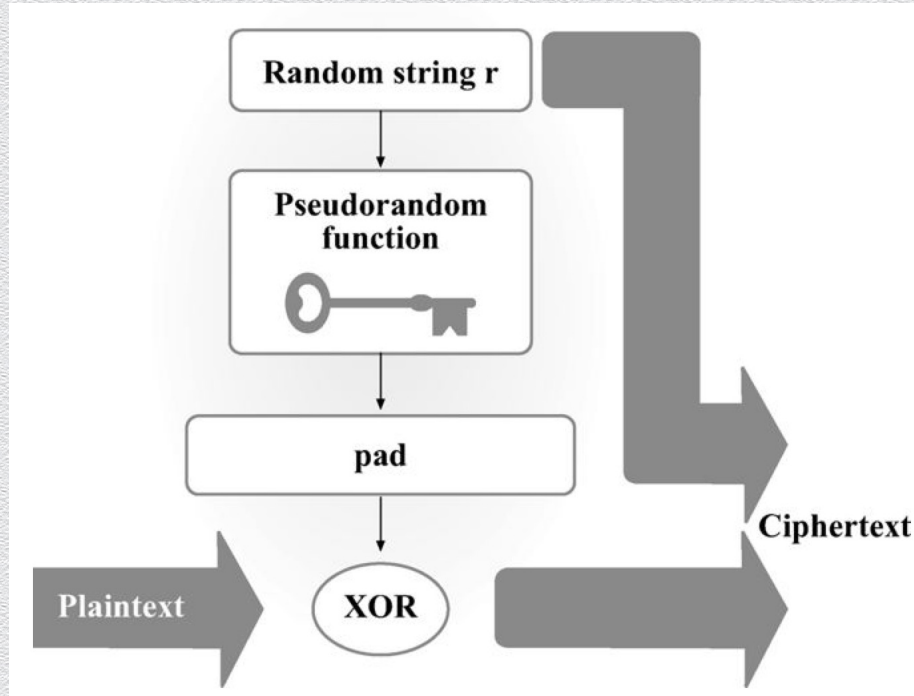 Random string r
Pseudorandom
function
pad
Ciphertext
Plaintext
XOR